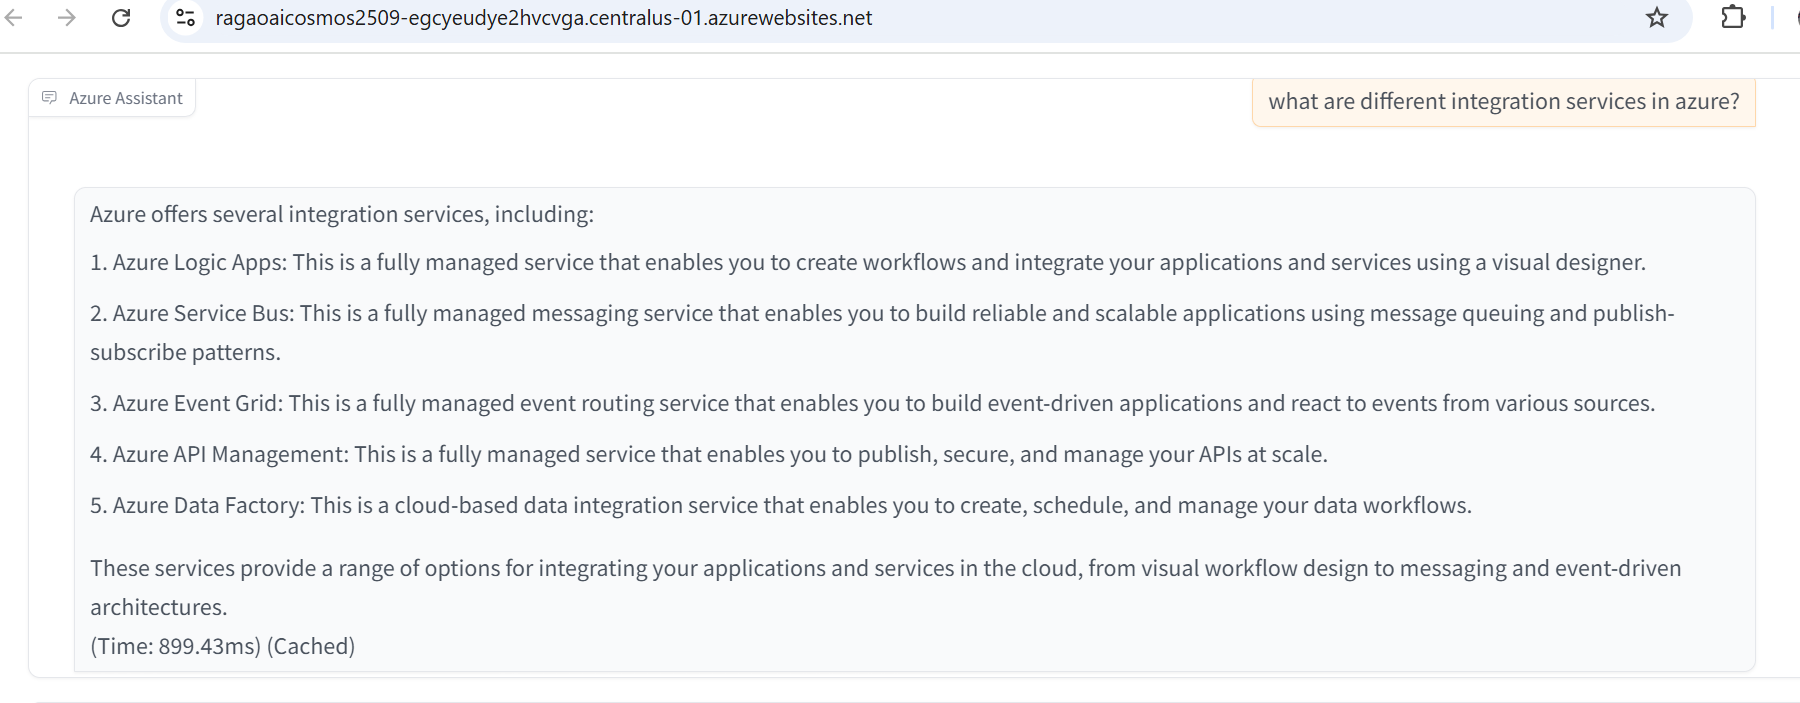 ragaoaicosmos2509-egcyeudye2hvcvga.centralus-01.azurewebsites.net
Azure Assistant
what are different integration services in azure?
Azure offers several integration services, including:
1. Azure Logic Apps: This is a fully managed service that enables you to create workflows and integrate your applications and services using a visual designer.
2. Azure Service Bus: This is a fully managed messaging service that enables you to build reliable and scalable applications using message queuing and publish-
subscribe patterns.
3. Azure Event Grid: This is a fully managed event routing service that enables you to build event-driven applications and react to events from various sources.
4. Azure API Management: This is a fully managed service that enables you to publish, secure, and manage your APIs at scale.
5. Azure Data Factory: This is a cloud-based data integration service that enables you to create, schedule, and manage your data workflows.
These services provide a range of options for integrating your applications and services in the cloud, from visual workflow design to messaging and event-driven
architectures.
(Time: 899.43ms) (Cached)